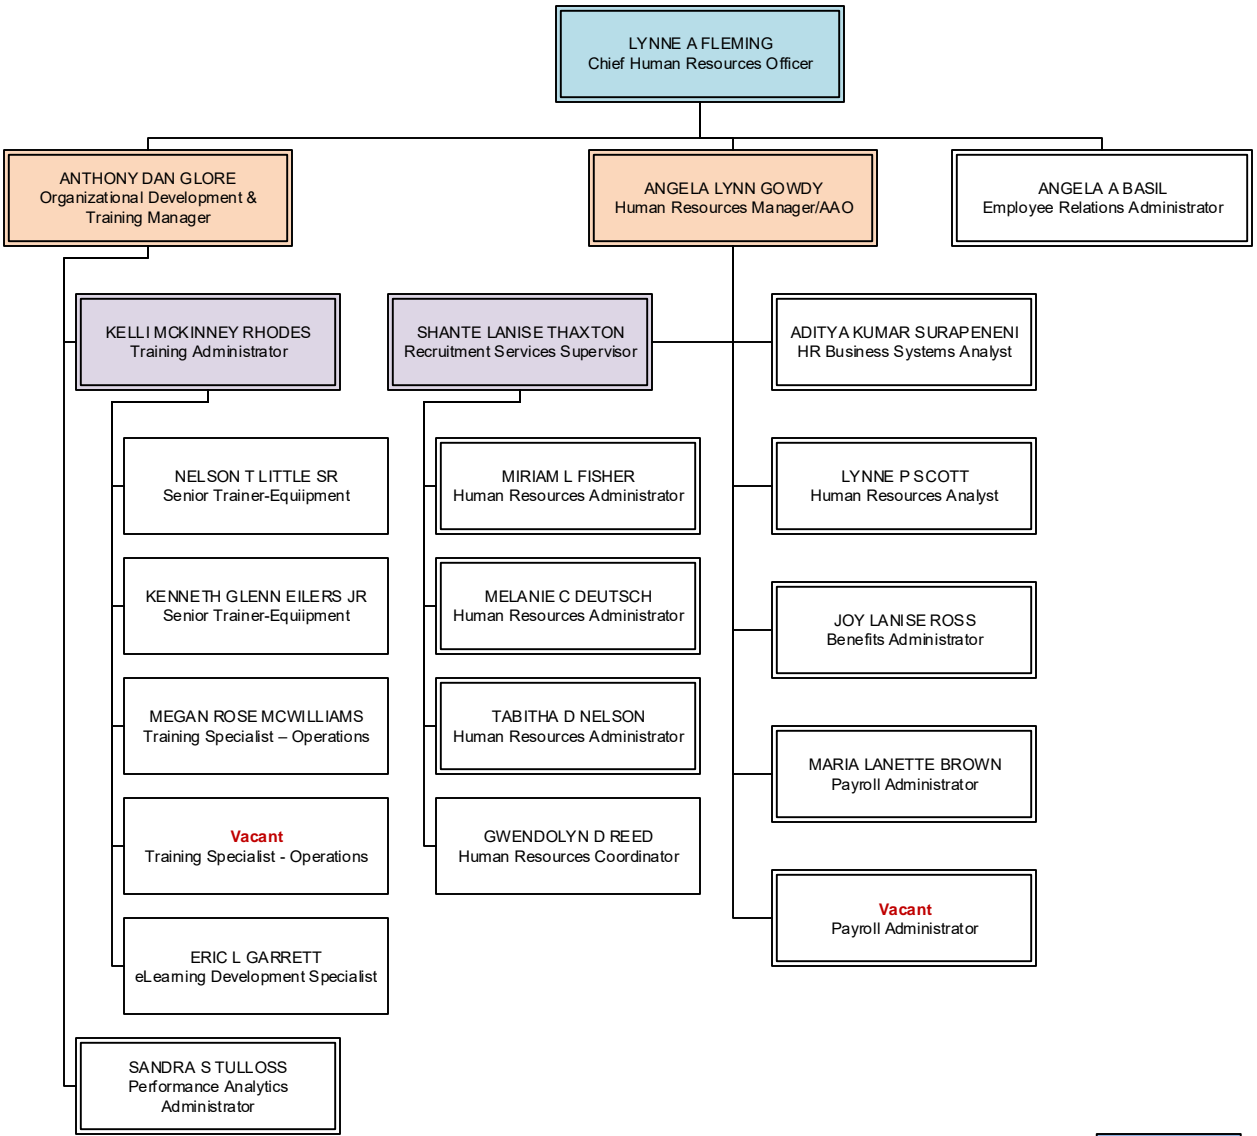 LYNNE A FLEMING
Chief Human Resources Officer
ANTHONY DAN GLORE
Organizational Development &
Training Manager
ANGELA LYNN GOWDY
Human Resources Manager/AAO
ANGELA A BASIL
Employee Relations Administrator
KELLI MCKINNEY RHODES
Training Administrator
SHANTE LANISE THAXTON
Recruitment Services Supervisor
ADITYA KUMAR SURAPENENI
HR Business Systems Analyst
NELSON T LITTLE SR
Senior Trainer-Equiipment
MIRIAM L FISHER
Human Resources Administrator
LYNNE P SCOTT
Human Resources Analyst
KENNETH GLENN EILERS JR
Senior Trainer-Equiipment
MELANIE C DEUTSCH
Human Resources Administrator
JOY LANISE ROSS
Benefits Administrator
MEGAN ROSE MCWILLIAMS
Training Specialist – Operations
TABITHA D NELSON
Human Resources Administrator
MARIA LANETTE BROWN
Payroll Administrator
Vacant
Training Specialist - Operations
GWENDOLYN D REED
Human Resources Coordinator
Vacant
Payroll Administrator
ERIC L GARRETT
eLearning Development Specialist
SANDRA S TULLOSS
Performance Analytics
Administrator